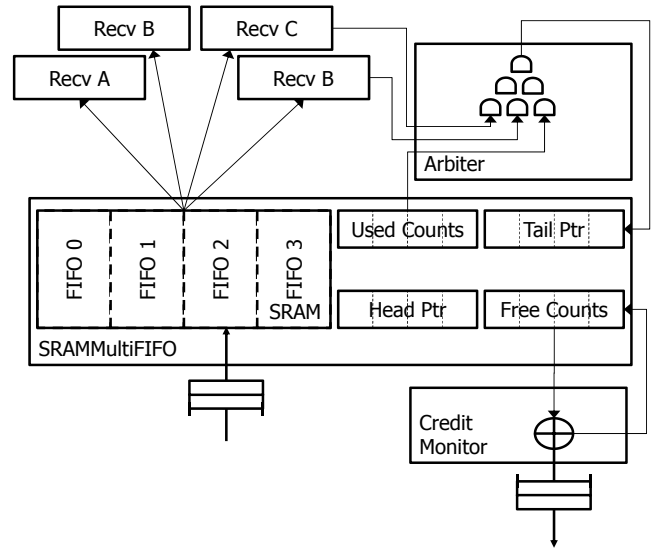 Recv B
Recv C
Recv A
Recv B
Arbiter
FIFO 0
FIFO 1
FIFO 2
FIFO 3
SRAM
Used Counts
Tail Ptr
Head Ptr
Free Counts
SRAMMultiFIFO
Credit
Monitor